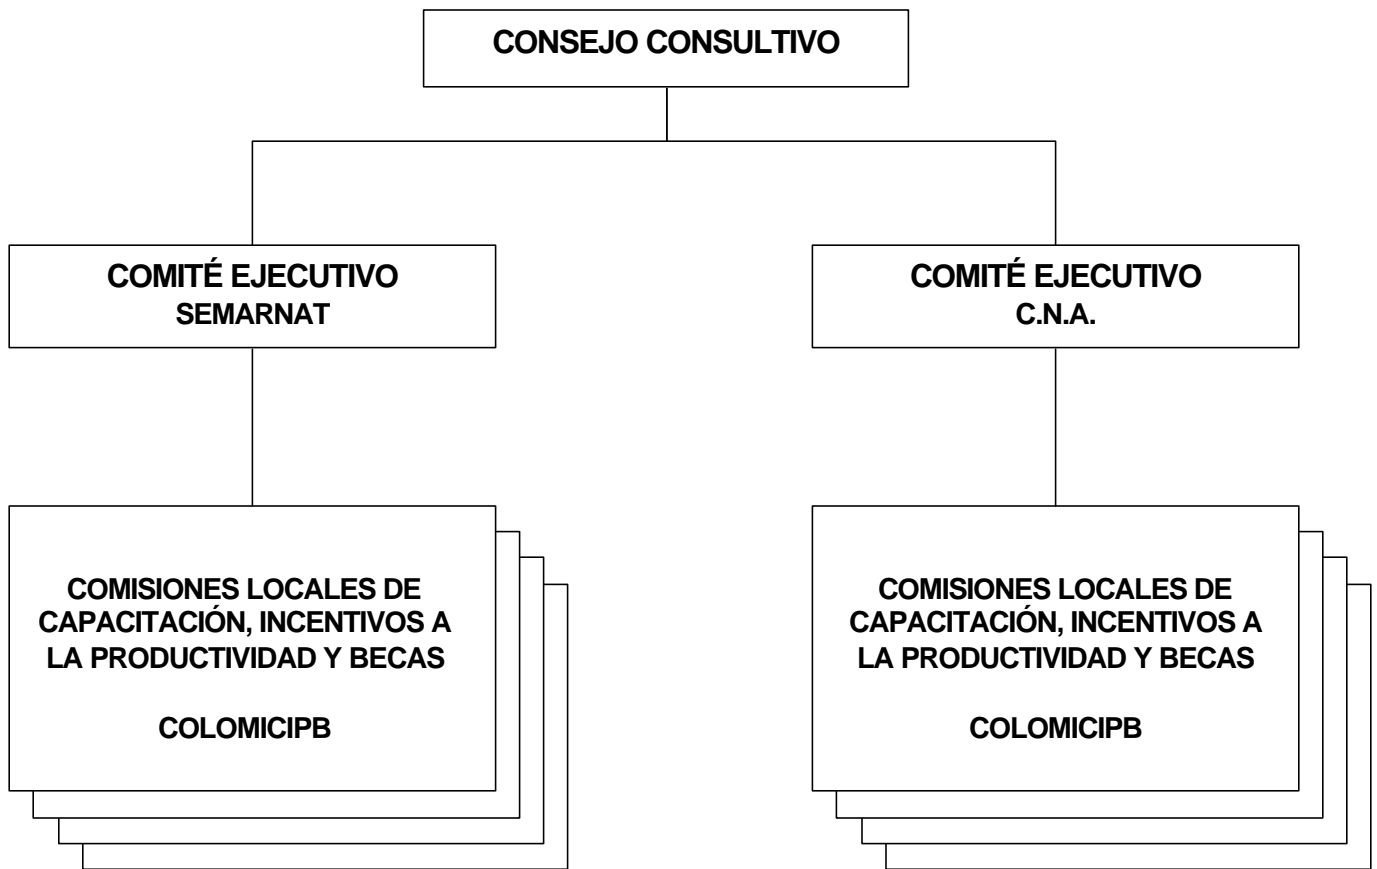 CONSEJO CONSULTIVO
COMITÉ EJECUTIVO
SEMARNAT
COMITÉ EJECUTIVO
C.N.A.
COMISIONES LOCALES DE
CAPACITACIÓN, INCENTIVOS A
LA PRODUCTIVIDAD Y BECAS
COLOMICIPB
COMISIONES LOCALES DE
CAPACITACIÓN, INCENTIVOS A
LA PRODUCTIVIDAD Y BECAS
COLOMICIPB